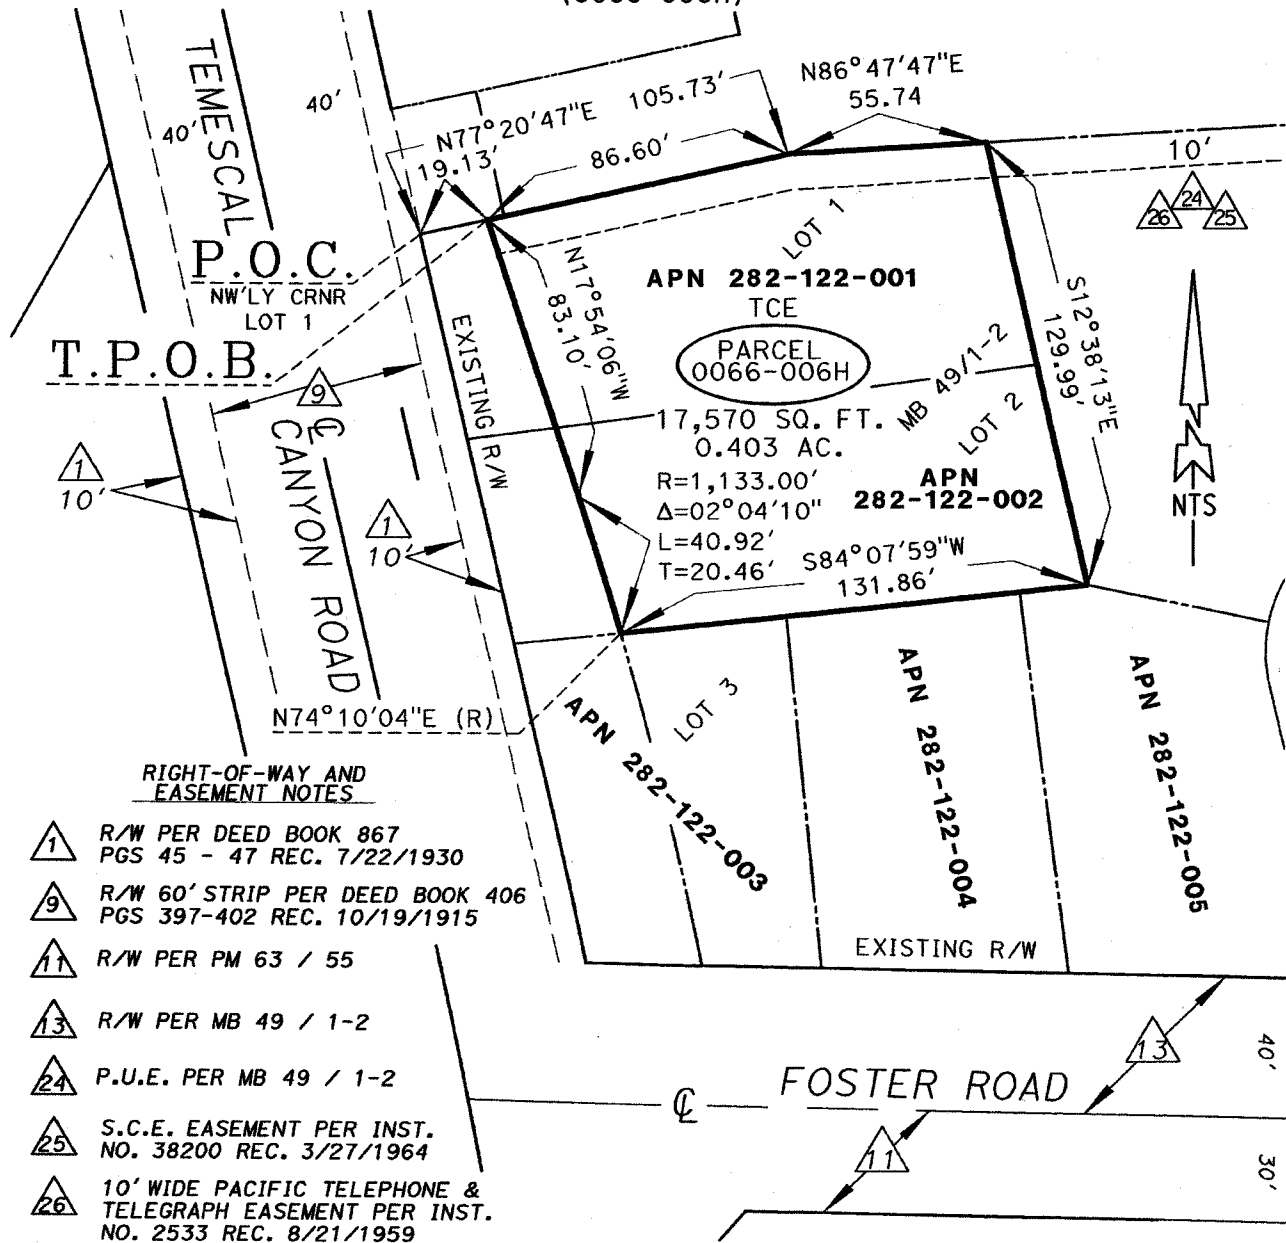 TEMESCAL
40'
40'
N77°20'47"E 105.73'
19.13'
86.60'
N86°47'47"E
55.74
10'
26
24
25
P.O.C.
NW'LY CRNR
LOT 1
T.P.O.B.
LOT 1
APN 282-122-001
TCE
PARCEL
0066-006H
17,570 SQ. FT.
0.403 AC.
MB 49/1-2
LOT 2
APN
282-122-002
R=1,133.00'
Δ=02°04'10"
L=40.92'
T=20.46'
N17°54'06"W
83.10'
S12°38'13"E
129.99'
S84°07'59"W
131.86'
NTS
EXISTING R/W
9
℄
CANYON ROAD
1
10'
1
10'
N74°10'04"E (R)
LOT 3
APN 282-122-003
APN 282-122-004
APN 282-122-005
EXISTING R/W
RIGHT-OF-WAY AND
EASEMENT NOTES
1 R/W PER DEED BOOK 867
PGS 45 - 47 REC. 7/22/1930
9 R/W 60' STRIP PER DEED BOOK 406
PGS 397-402 REC. 10/19/1915
11 R/W PER PM 63 / 55
13 R/W PER MB 49 / 1-2
24 P.U.E. PER MB 49 / 1-2
25 S.C.E. EASEMENT PER INST.
NO. 38200 REC. 3/27/1964
26 10' WIDE PACIFIC TELEPHONE &
TELEGRAPH EASEMENT PER INST.
NO. 2533 REC. 8/21/1959
℄ FOSTER ROAD
13
11
40'
30'